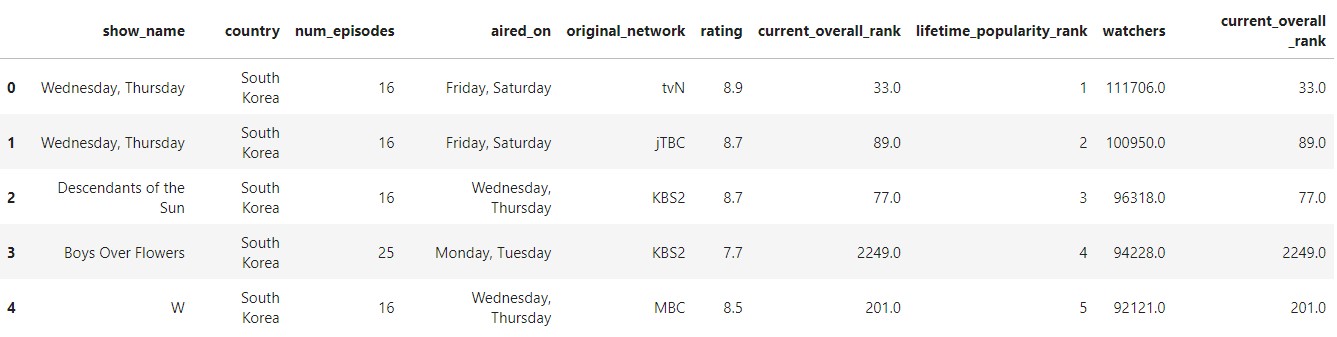 show_name country num_episodes aired_on original_network rating current_overall_rank lifetime_popularity_rank watchers current_overall _rank
0 Wednesday, Thursday South Korea 16 Friday, Saturday tvN 8.9 33.0 1 111706.0 33.0
1 Wednesday, Thursday South Korea 16 Friday, Saturday jTBC 8.7 89.0 2 100950.0 89.0
2 Descendants of the Sun South Korea 16 Wednesday, Thursday KBS2 8.7 77.0 3 96318.0 77.0
3 Boys Over Flowers South Korea 25 Monday, Tuesday KBS2 7.7 2249.0 4 94228.0 2249.0
4 W South Korea 16 Wednesday, Thursday MBC 8.5 201.0 5 92121.0 201.0